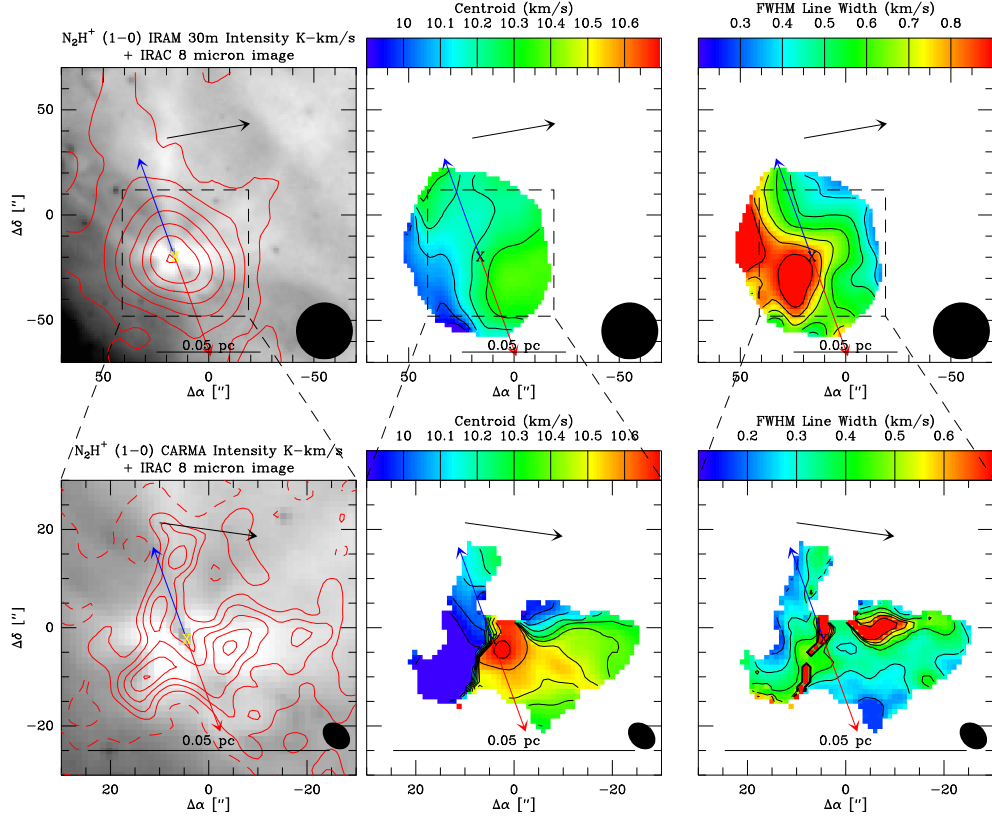 Centroid (km/s)
10 10.1 10.2 10.3 10.4 10.5 10.6
FWHM Line Width (km/s)
0.3 0.4 0.5 0.6 0.7 0.8
N₂H⁺ (1-0) IRAM 30m Intensity K-km/s
+ IRAC 8 micron image
50
0
-50
Δδ ["]
X
X
X
0.05 pc
0.05 pc
0.05 pc
50 0 -50
50 0 -50
50 0 -50
Δα ["]
Δα ["]
Δα ["]
Centroid (km/s)
10 10.1 10.2 10.3 10.4 10.5 10.6
FWHM Line Width (km/s)
0.2 0.3 0.4 0.5 0.6
N₂H⁺ (1-0) CARMA Intensity K-km/s
+ IRAC 8 micron image
20
0
-20
Δδ ["]
X
0.05 pc
0.05 pc
0.05 pc
20 0 -20
20 0 -20
20 0 -20
Δα ["]
Δα ["]
Δα ["]